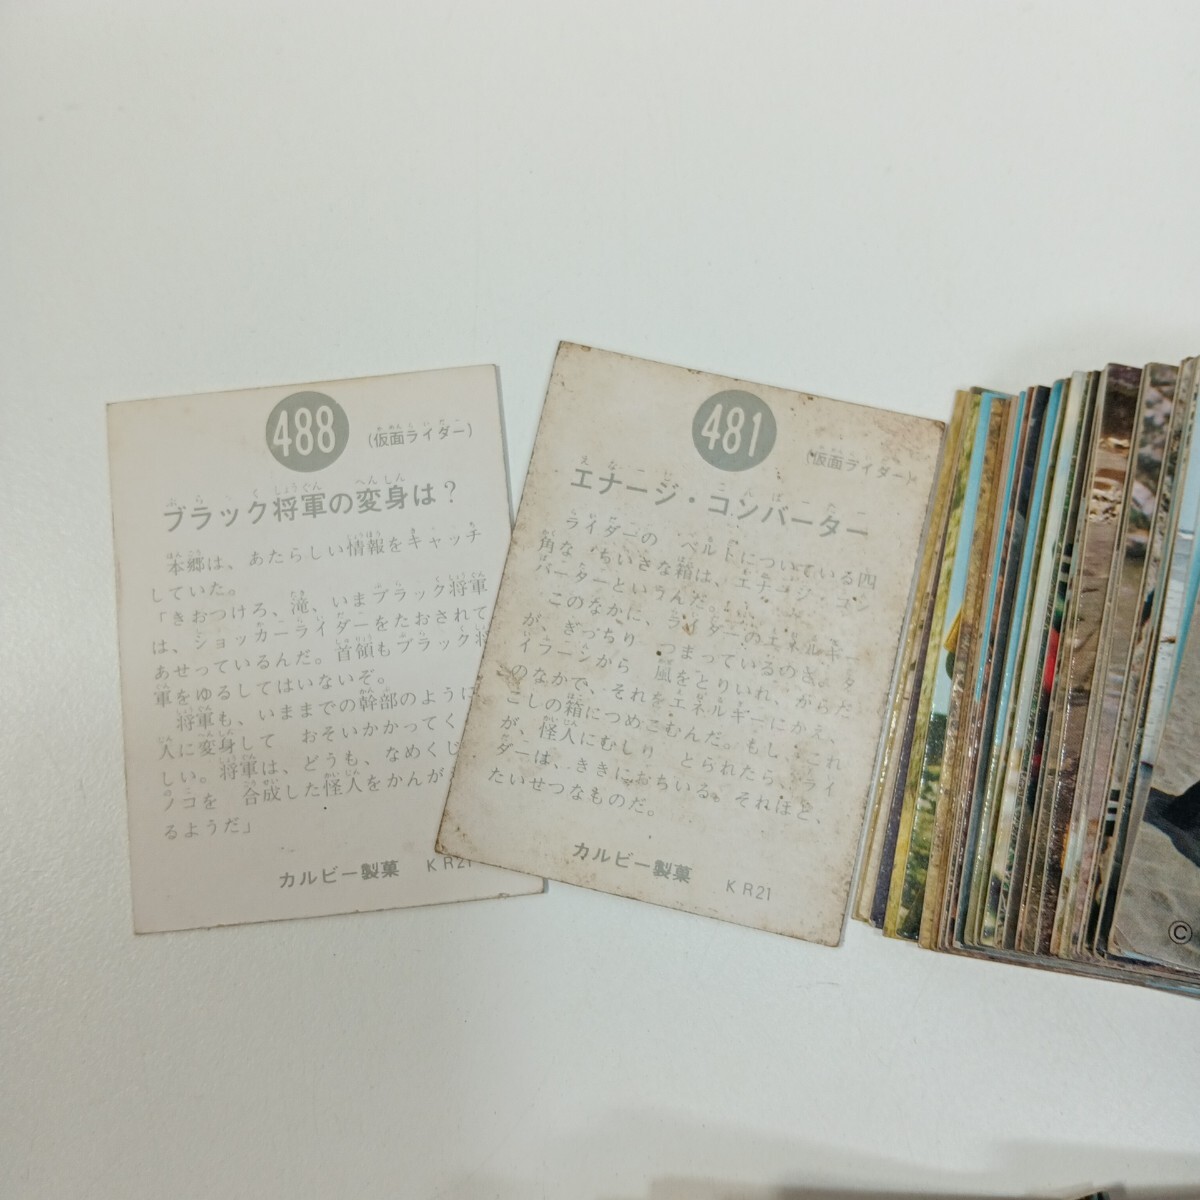 488
(仮面ライダー)
ブラック将軍の変身は?
本郷は、あたらしい情報をキャッチ
していた。
「きおつけろ、滝、いまブラック将軍
は、ショッカーライダーをたおされて
あせっているんだ。首領もブラック将
軍をゆるしてはいないぞ。
将軍も、いままでの幹部のように
人に変身して おそいかかってく
しい。将軍は、どうも、なめくじ
ノコを 合成した怪人をかんが
るようだ」
カルビー製菓 KR21
481
(仮面ライダー)
エナージ・コンバーター
ライダーの ベルトについている四
角な ちいさな箱は、エナージ・コン
バーターというんだ。
このなかに、ライダーのエネルギー
が、ぎっちり つまっているのさ。タ
イフーンから 風をとりいれ、からだ
のなかで、それをエネルギーにかえ、
こしの箱につめこむんだ。もし、これ
が、怪人にむしり とられたら、ライ
ダーは、ききにおちいる。それほど、
たいせつなものだ。
カルビー製菓 KR21
©